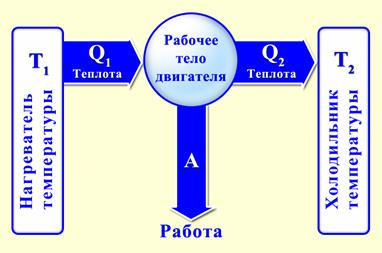 T₁
Нагреватель
температуры
Q₁
Теплота
Рабочее
тело
двигателя
Q₂
Теплота
T₂
Холодильник
температуры
A
Работа